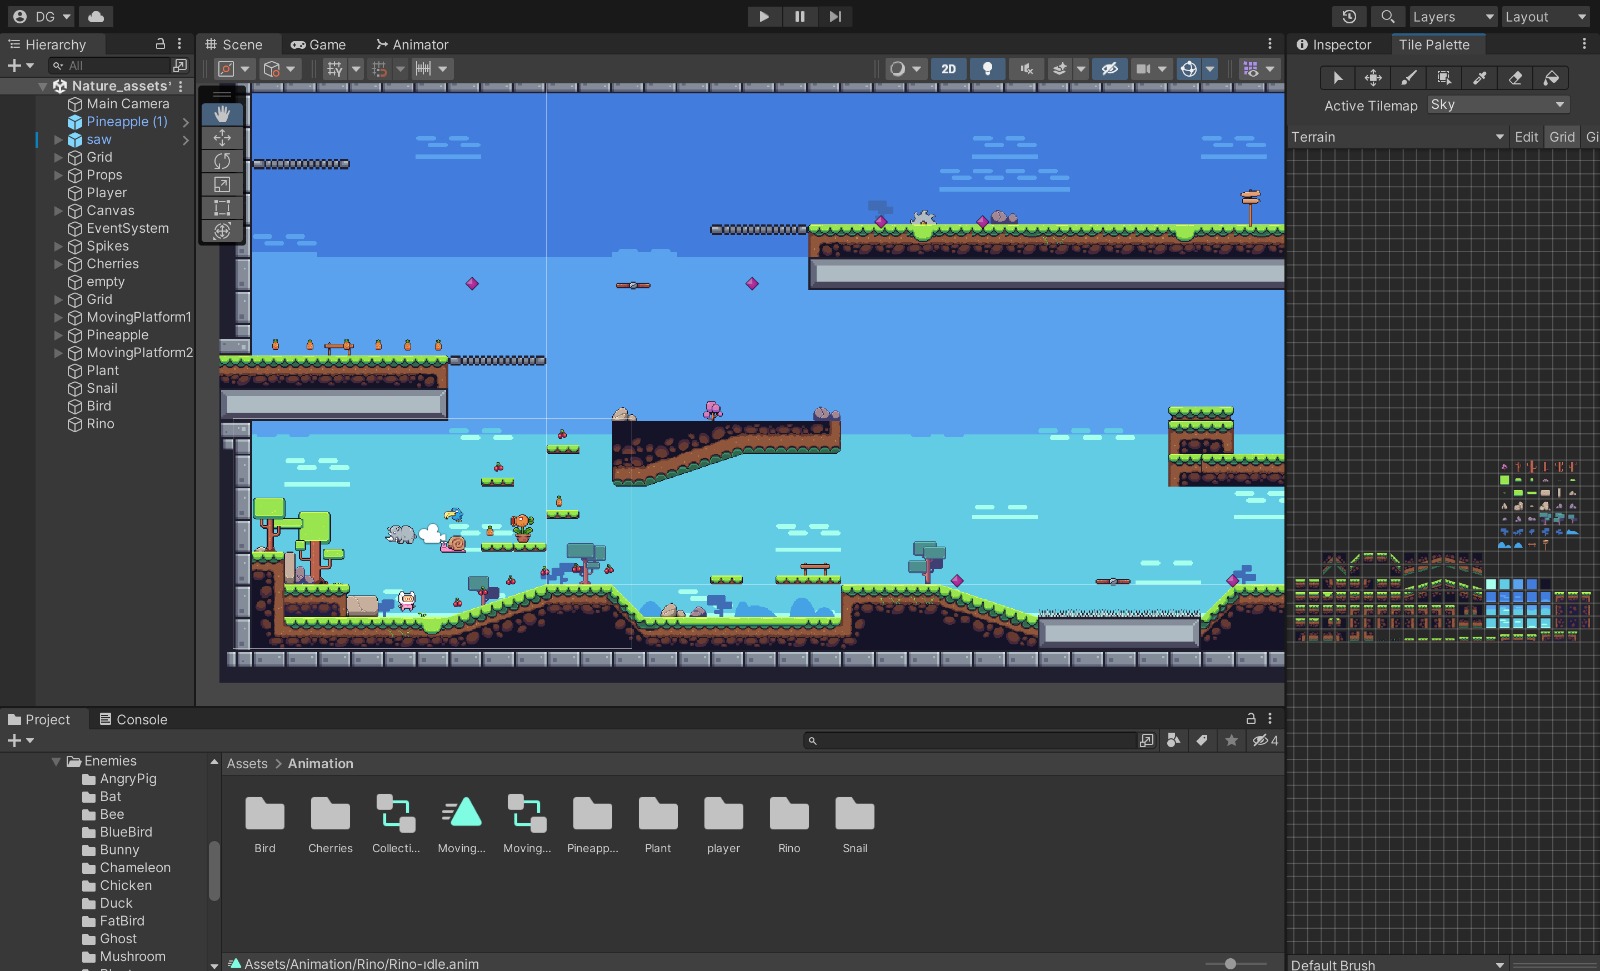 DG
Layers
Layout
Hierarchy
Scene
Game
Animator
Inspector
Tile Palette
All
2D
Nature_assets*
Active Tilemap
Sky
Main Camera
Pineapple (1)
saw
Terrain
Edit
Grid
Gi
Grid
Props
Player
Canvas
EventSystem
Spikes
Cherries
empty
Grid
MovingPlatform1
Pineapple
MovingPlatform2
Plant
Snail
Bird
Rino
Project
Console
4
Enemies
AngryPig
Bat
Bee
BlueBird
Bunny
Chameleon
Chicken
Duck
FatBird
Ghost
Mushroom
Assets > Animation
Bird
Cherries
Collecti...
Moving...
Moving...
Pineapp...
Plant
player
Rino
Snail
Assets/Animation/Rino/Rino-idle.anim
Default Brush